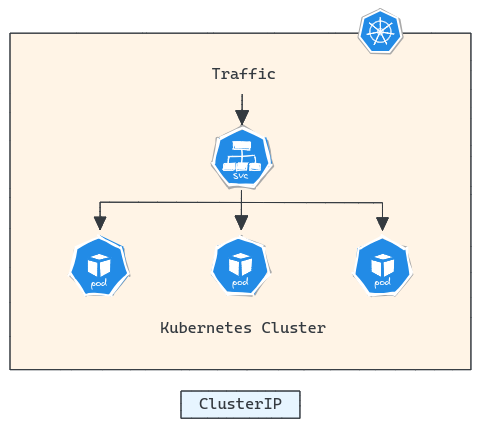 Traffic
svc
pod
pod
pod
Kubernetes Cluster
ClusterIP